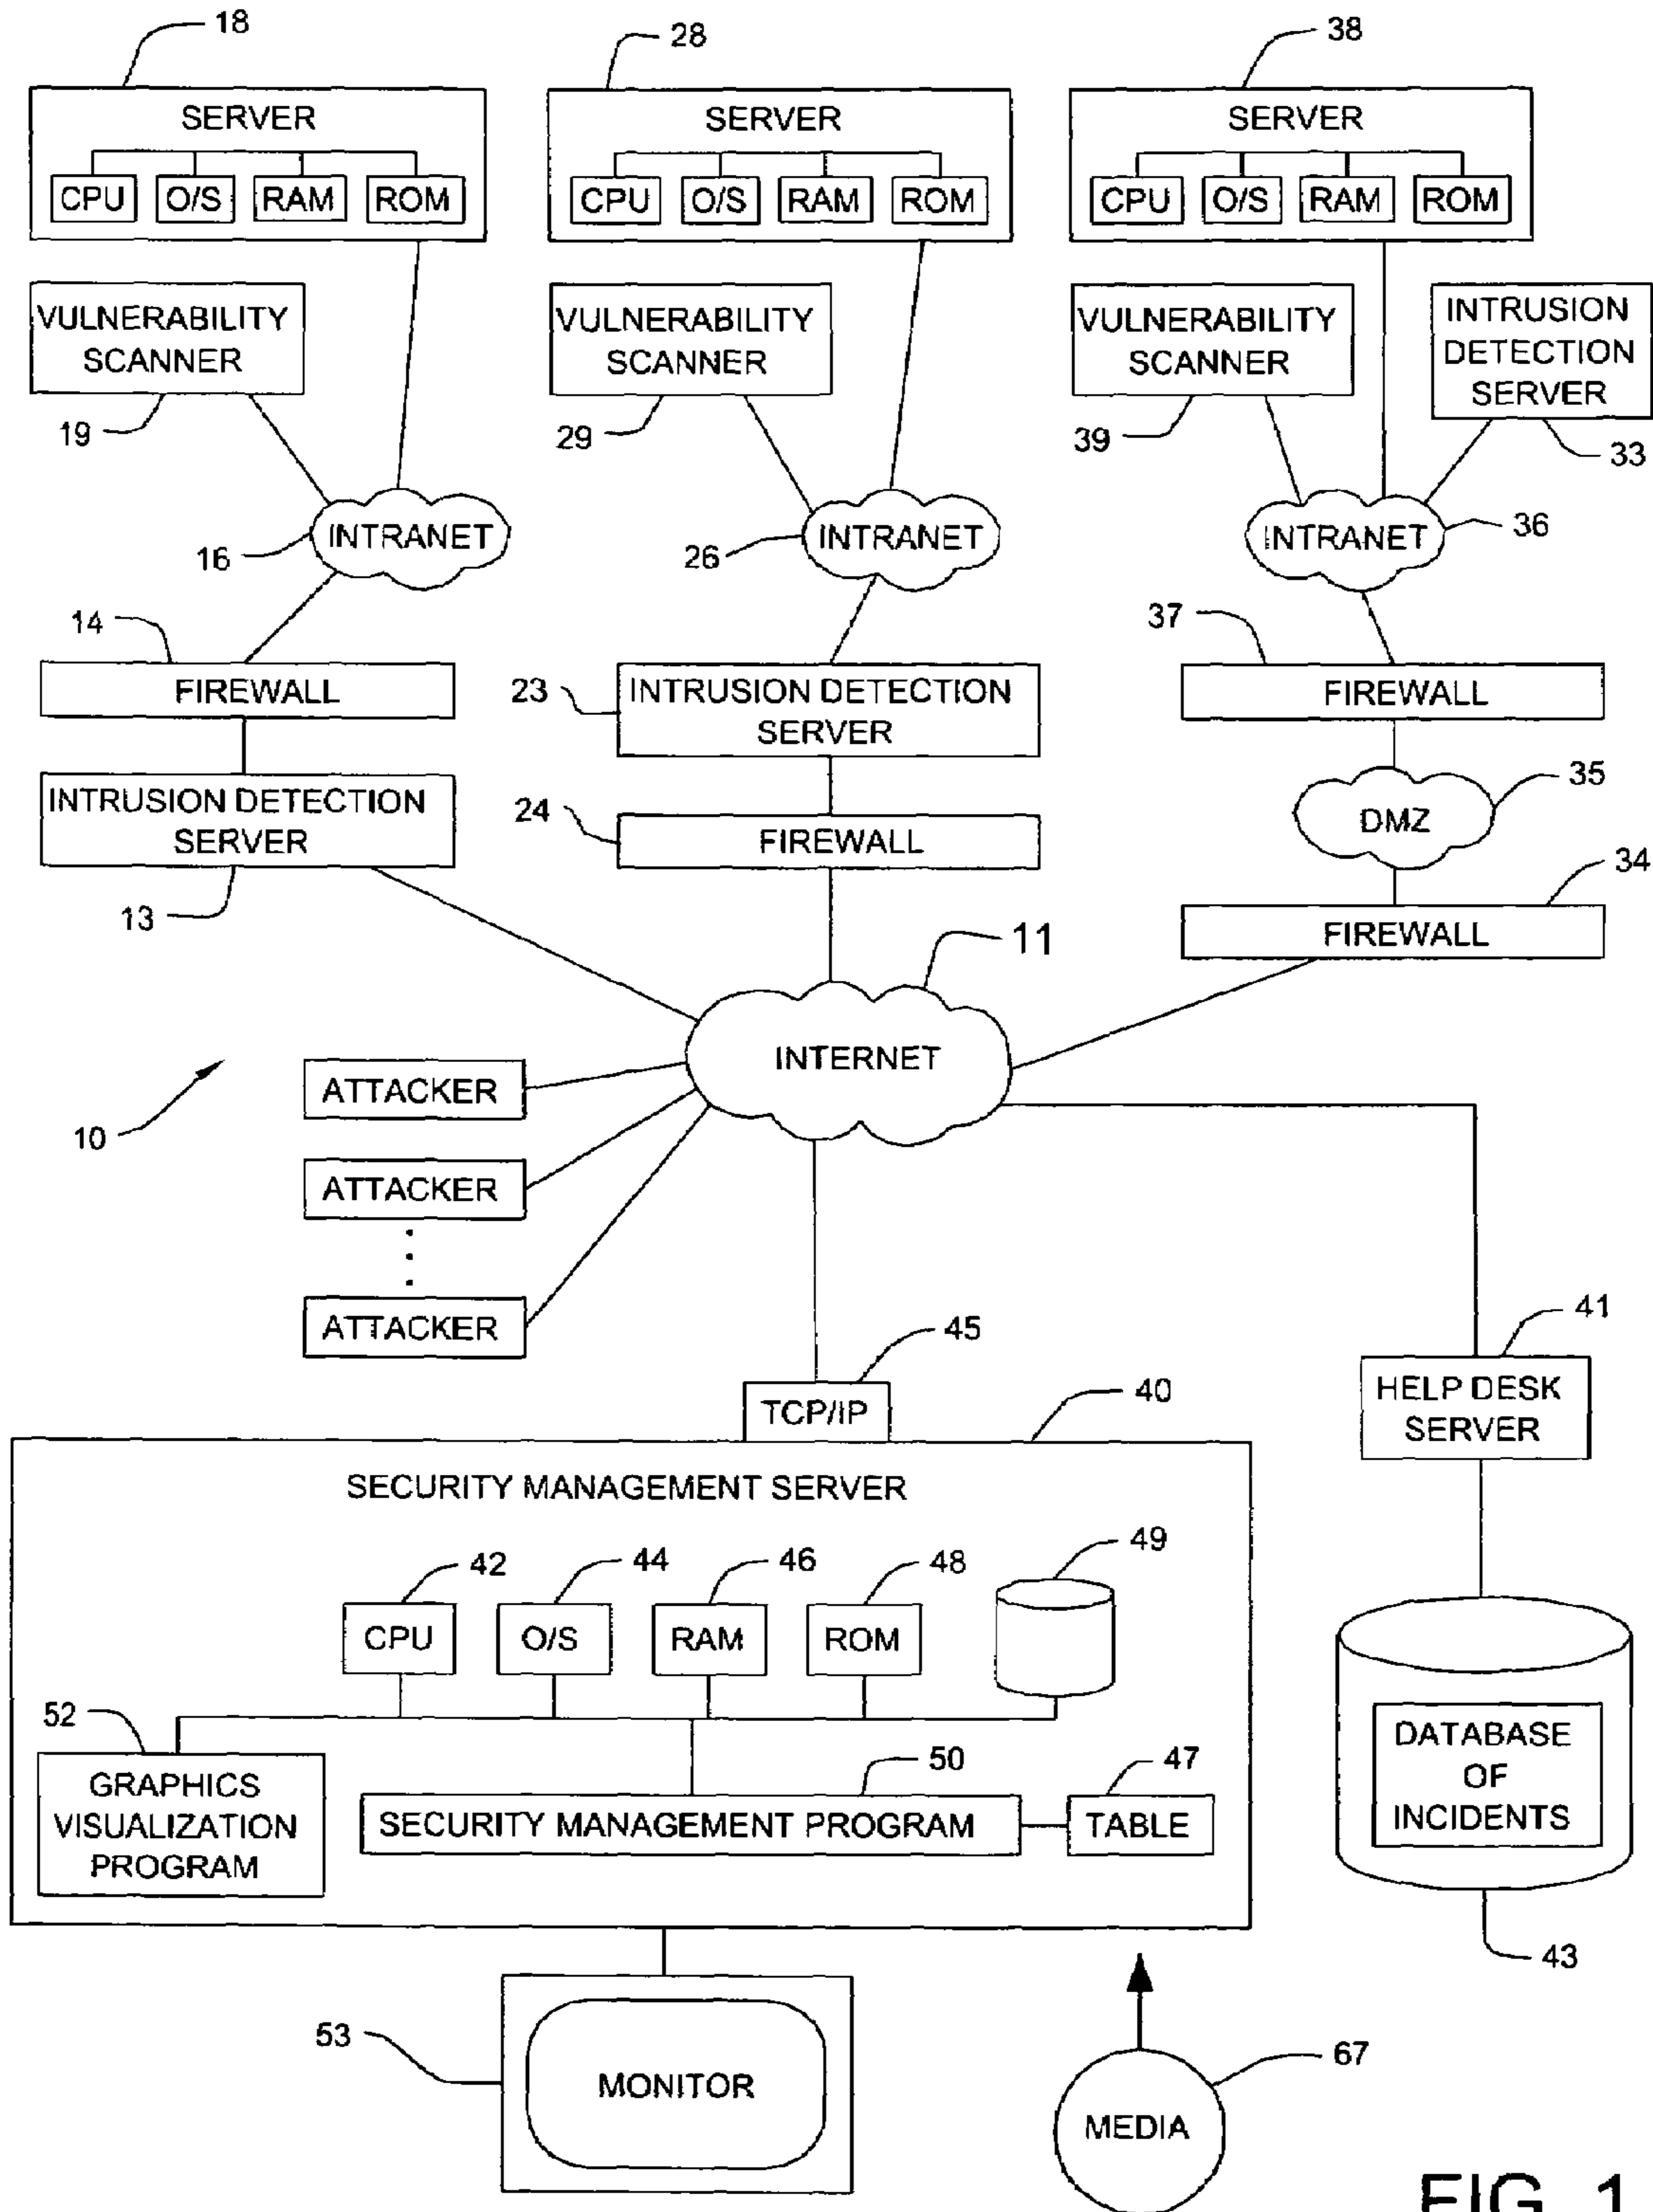 18
28
38
SERVER
CPU O/S RAM ROM
SERVER
CPU O/S RAM ROM
SERVER
CPU O/S RAM ROM
VULNERABILITY
SCANNER
19
VULNERABILITY
SCANNER
29
VULNERABILITY
SCANNER
39
INTRUSION
DETECTION
SERVER
33
INTRANET
16
INTRANET
26
INTRANET
36
14
FIREWALL
23
INTRUSION DETECTION
SERVER
37
FIREWALL
INTRUSION DETECTION
SERVER
13
24
FIREWALL
DMZ
35
34
FIREWALL
11
INTERNET
10
ATTACKER
ATTACKER
ATTACKER
45
TCP/IP
40
41
HELP DESK
SERVER
SECURITY MANAGEMENT SERVER
42
44
46
48
49
CPU
O/S
RAM
ROM
52
GRAPHICS
VISUALIZATION
PROGRAM
50
SECURITY MANAGEMENT PROGRAM
47
TABLE
DATABASE
OF
INCIDENTS
43
53
MONITOR
67
MEDIA
FIG. 1